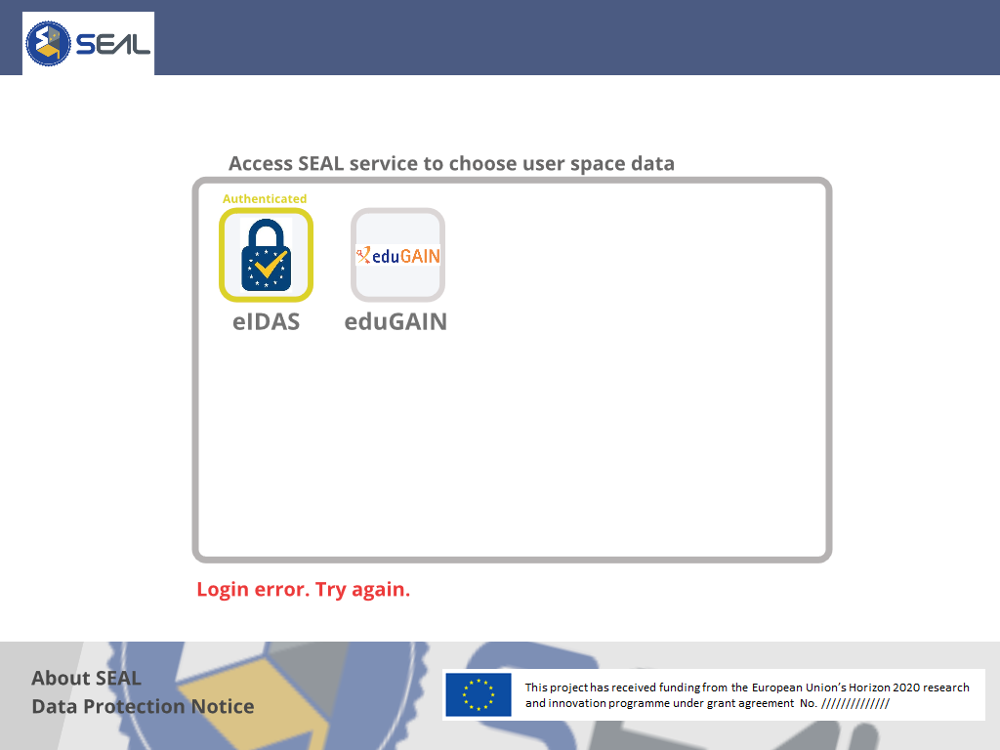 SEAL
Access SEAL service to choose user space data
Authenticated
eduGAIN
eIDAS eduGAIN
Login error. Try again.
About SEAL
Data Protection Notice
This project has received funding from the European Union's Horizon 2020 research
and innovation programme under grant agreement No. //////////////